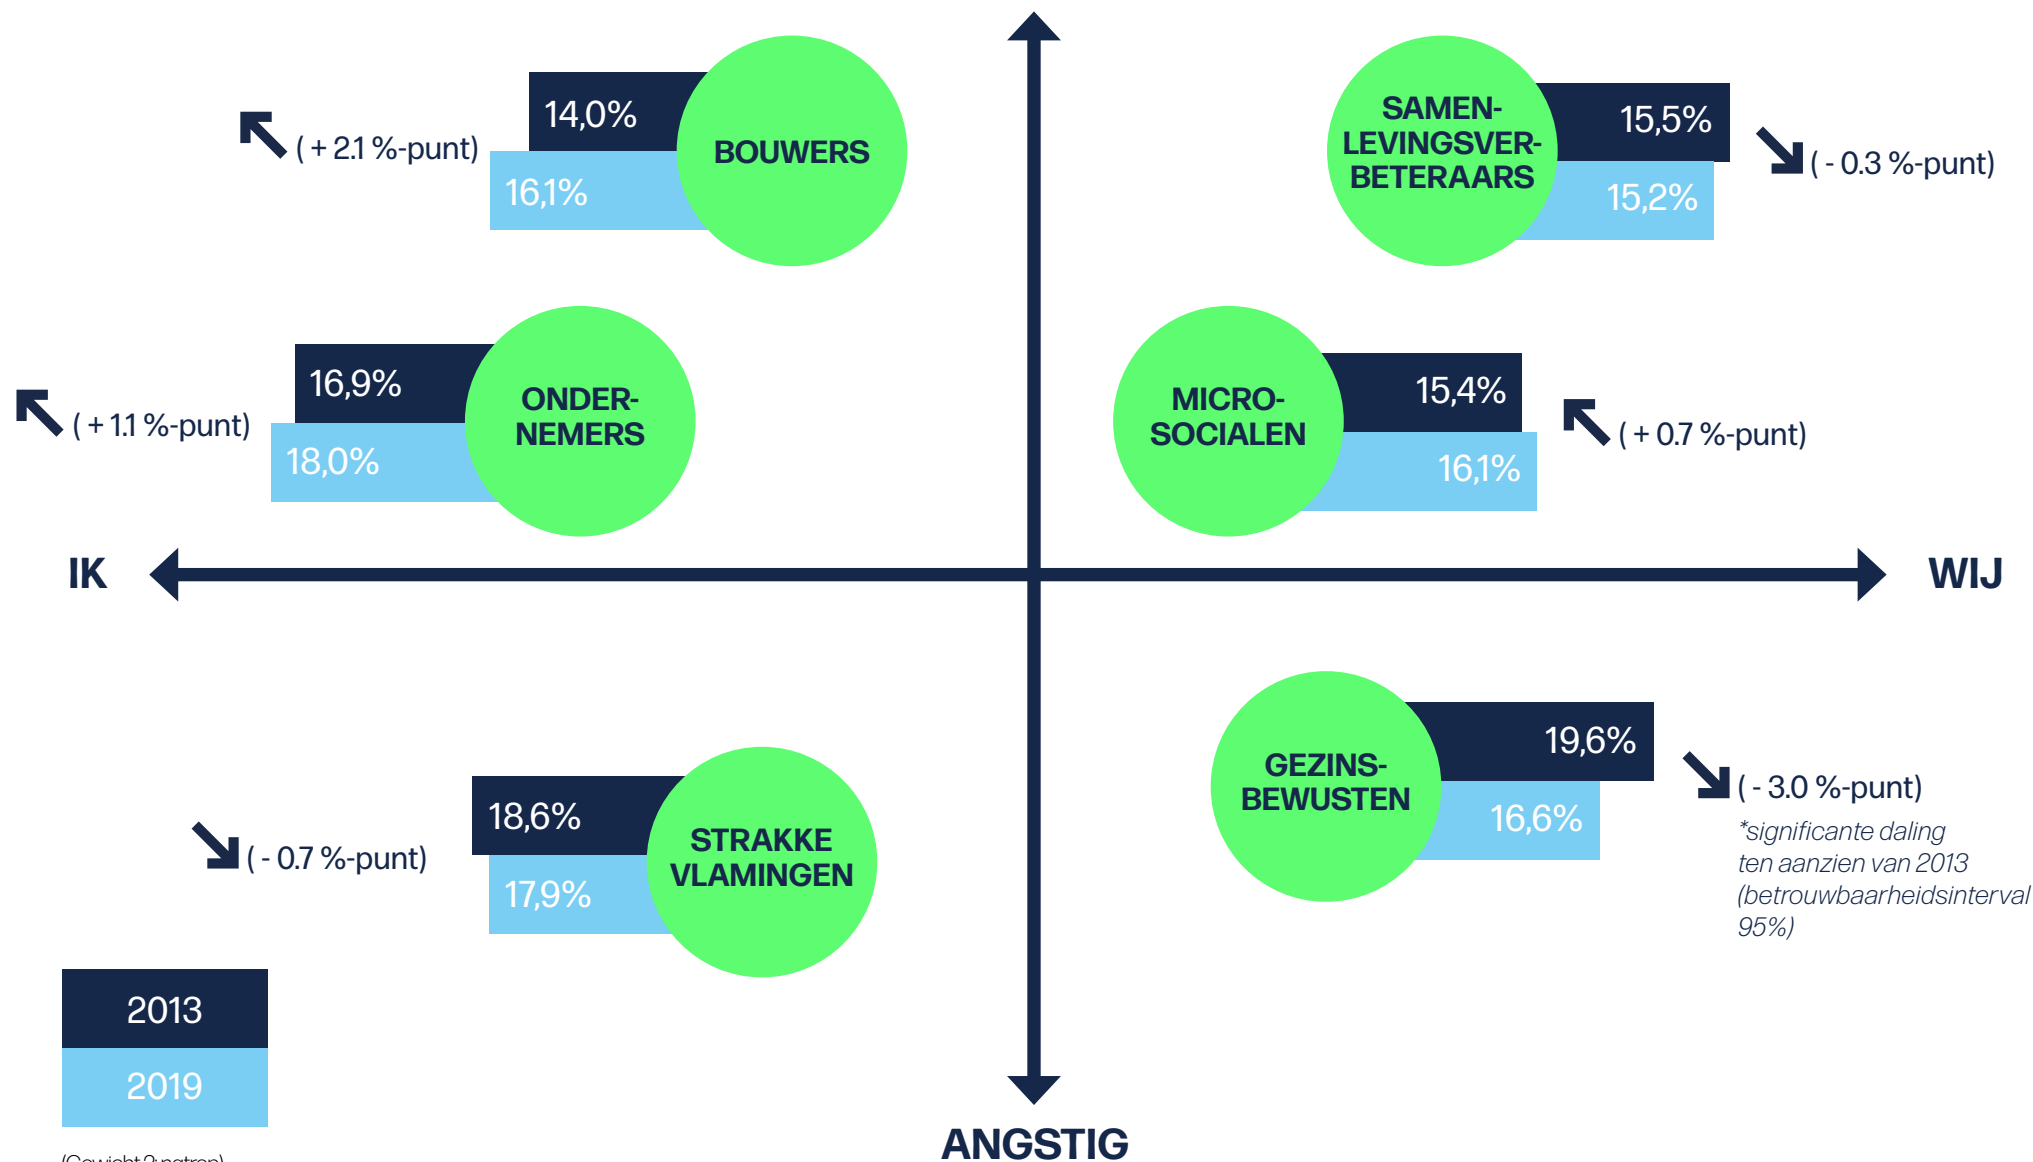 14,0%
( + 2.1 %-punt)
16,1%
BOUWERS
SAMEN-
LEVINGSVER-
BETERAARS
15,5%
15,2%
( - 0.3 %-punt)
16,9%
( + 1.1 %-punt)
18,0%
ONDER-
NEMERS
MICRO-
SOCIALEN
15,4%
16,1%
( + 0.7 %-punt)
IK
WIJ
18,6%
( - 0.7 %-punt)
17,9%
STRAKKE
VLAMINGEN
GEZINS-
BEWUSTEN
19,6%
16,6%
( - 3.0 %-punt)
*significante daling
ten aanzien van 2013
(betrouwbaarheidsinterval
95%)
2013
2019
ANGSTIG